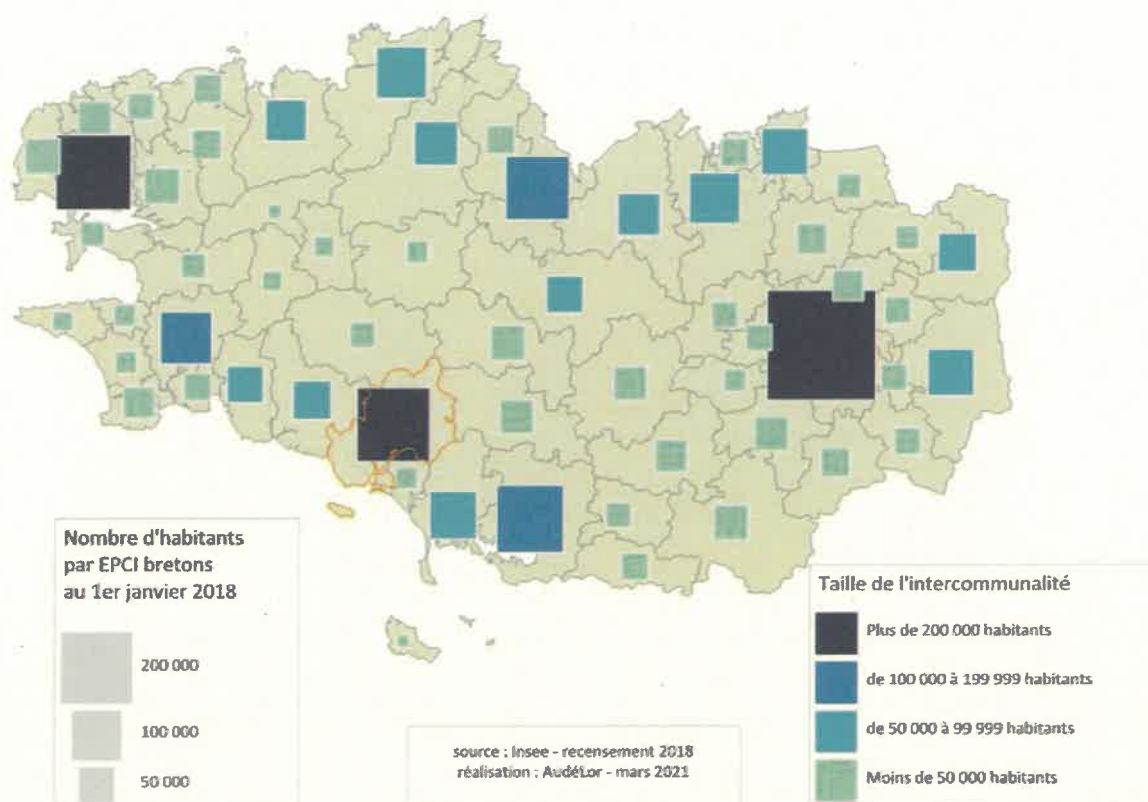 Nombre d'habitants
par EPCI bretons
au 1er janvier 2018
200 000
100 000
50 000
source : Insee - recensement 2018
réalisation : AudéLor - mars 2021
Taille de l'intercommunalité
Plus de 200 000 habitants
de 100 000 à 199 999 habitants
de 50 000 à 99 999 habitants
Moins de 50 000 habitants